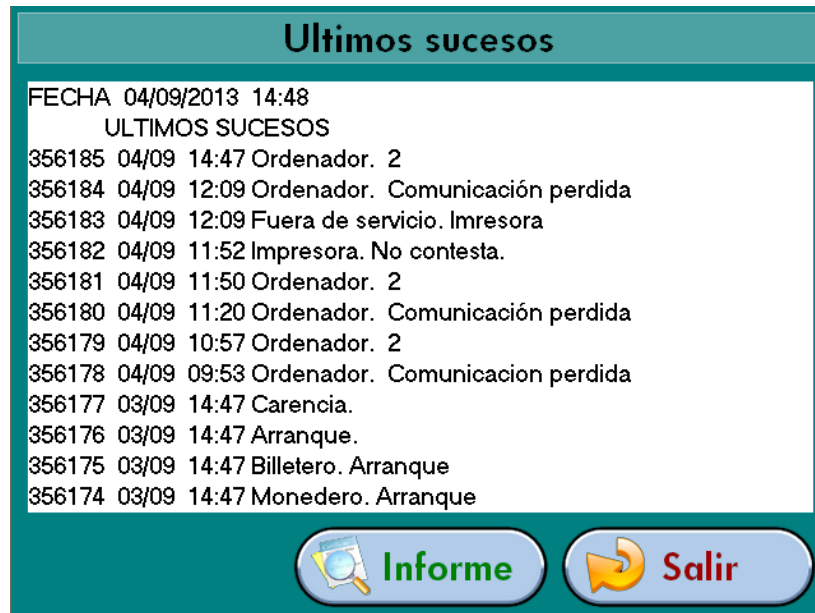 Ultimos sucesos
FECHA 04/09/2013 14:48
ULTIMOS SUCESOS
356185 04/09 14:47 Ordenador. 2
356184 04/09 12:09 Ordenador. Comunicación perdida
356183 04/09 12:09 Fuera de servicio. Imresora
356182 04/09 11:52 Impresora. No contesta.
356181 04/09 11:50 Ordenador. 2
356180 04/09 11:20 Ordenador. Comunicación perdida
356179 04/09 10:57 Ordenador. 2
356178 04/09 09:53 Ordenador. Comunicacion perdida
356177 03/09 14:47 Carencia.
356176 03/09 14:47 Arranque.
356175 03/09 14:47 Billetero. Arranque
356174 03/09 14:47 Monedero. Arranque
Informe Salir